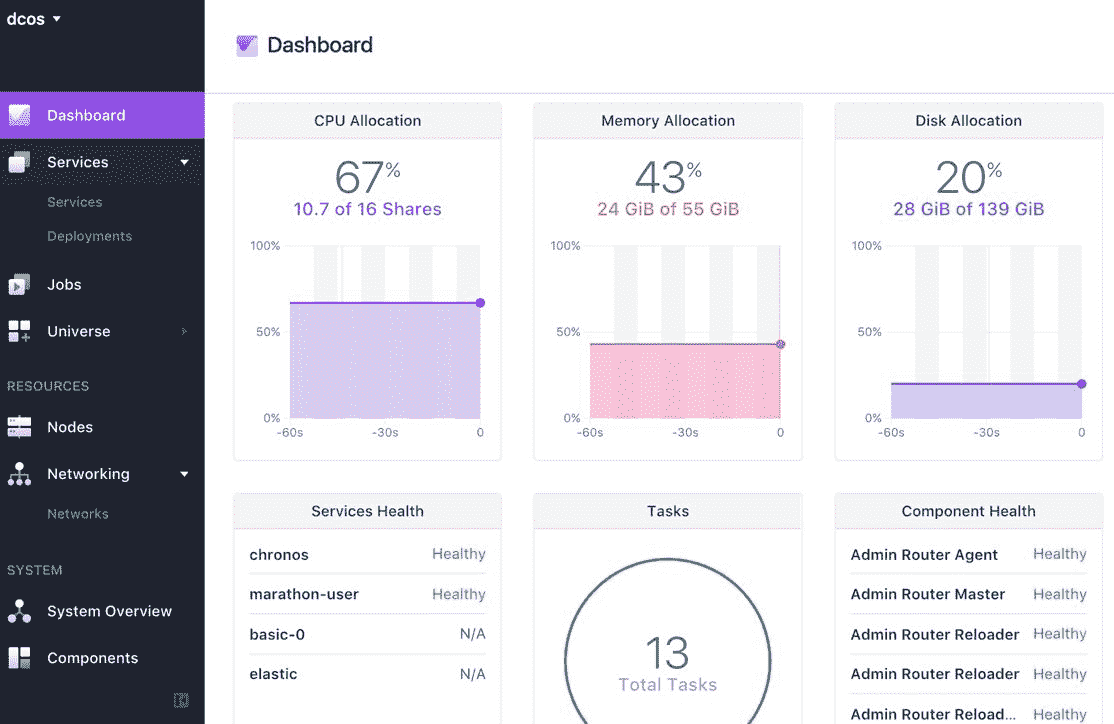 dcos
Dashboard
Services
Services
Deployments
Jobs
Universe
RESOURCES
Nodes
Networking
Networks
SYSTEM
System Overview
Components
Dashboard
CPU Allocation
67%
10.7 of 16 Shares
100%
50%
0%
-60s -30s 0
Memory Allocation
43%
24 GiB of 55 GiB
100%
50%
0%
-60s -30s 0
Disk Allocation
20%
28 GiB of 139 GiB
100%
50%
0%
-60s -30s 0
Services Health
chronos Healthy
marathon-user Healthy
basic-0 N/A
elastic N/A
Tasks
13
Total Tasks
Component Health
Admin Router Agent Healthy
Admin Router Master Healthy
Admin Router Reloader Healthy
Admin Router Reloader Healthy
Admin Router Reload... Healthy